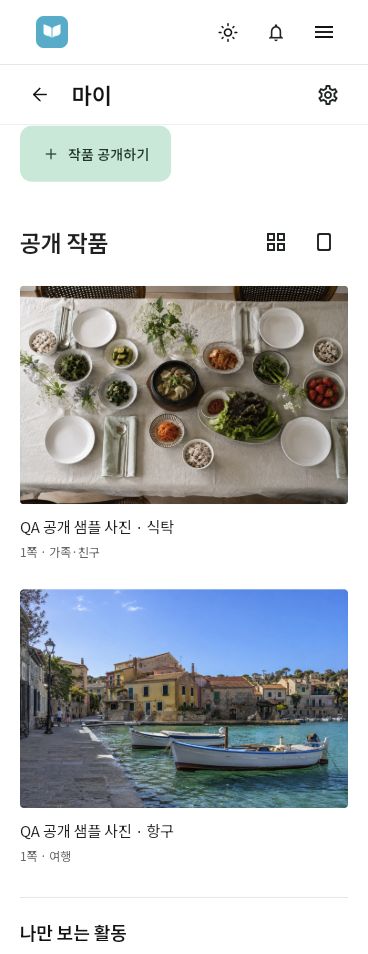 마이
작품 공개하기
공개 작품
QA 공개 샘플 사진 · 식탁
1쪽 · 가족·친구
QA 공개 샘플 사진 · 항구
1쪽 · 여행
나만 보는 활동